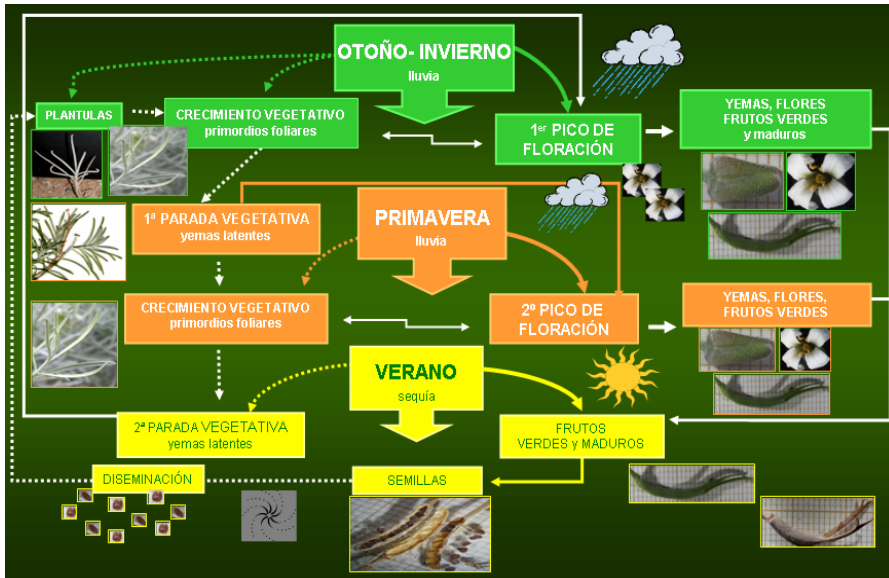 OTOÑO- INVIERNO
lluvia
PLANTULAS
CRECIMIENTO VEGETATIVO
primordios foliares
1er PICO DE
FLORACIÓN
YEMAS, FLORES
FRUTOS VERDES
y maduros
1ª PARADA VEGETATIVA
yemas latentes
PRIMAVERA
lluvia
CRECIMIENTO VEGETATIVO
primordios foliares
2º PICO DE
FLORACIÓN
YEMAS, FLORES,
FRUTOS VERDES
VERANO
sequía
2ª PARADA VEGETATIVA
yemas latentes
FRUTOS
VERDES y MADUROS
DISEMINACIÓN
SEMILLAS